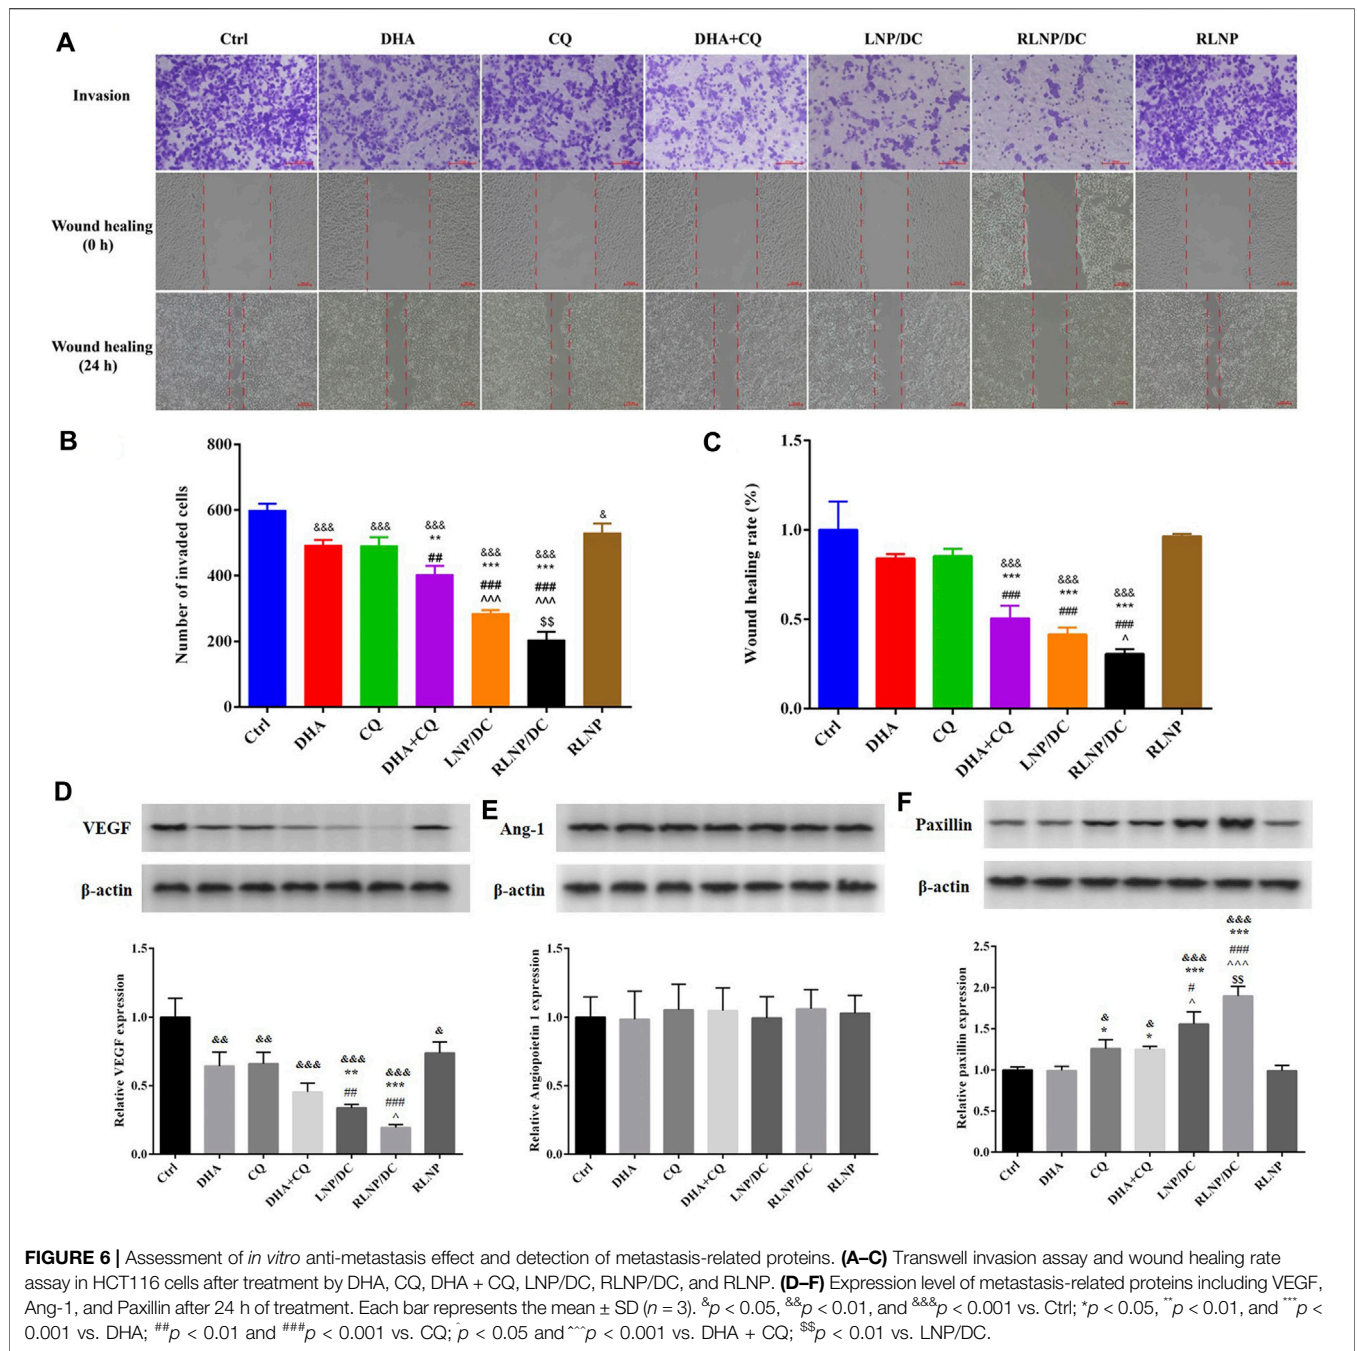 A
Ctrl DHA CQ DHA+CQ LNP/DC RLNP/DC RLNP
Invasion
Wound healing
(0 h)
Wound healing
(24 h)
B
Number of invaded cells
800
600
400
200
0
&&&
&&&
&&&
**
##
&&&
***
###
^^^
&&&
***
###
^^^
$$
&
Ctrl DHA CQ DHA+CQ LNP/DC RLNP/DC RLNP
C
Wound healing rate (%)
1.5
1.0
0.5
0.0
&&&
***
###
&&&
***
###
&&&
***
###
^
Ctrl DHA CQ DHA+CQ LNP/DC RLNP/DC RLNP
D
VEGF
β-actin
Relative VEGF expression
1.5
1.0
0.5
0.0
&&
&&
&&&
&&&
**
##
&&&
***
###
^
&
Ctrl DHA CQ DHA+CQ LNP/DC RLNP/DC RLNP
E
Ang-1
β-actin
Relative Angiopoietin 1 expression
1.5
1.0
0.5
0.0
Ctrl DHA CQ DHA+CQ LNP/DC RLNP/DC RLNP
F
Paxillin
β-actin
Relative paxillin expression
2.5
2.0
1.5
1.0
0.5
0.0
&
*
&
*
&&&
***
#
^
&&&
***
###
^^^
$$
Ctrl DHA CQ DHA+CQ LNP/DC RLNP/DC RLNP
FIGURE 6 | Assessment of in vitro anti-metastasis effect and detection of metastasis-related proteins. (A–C) Transwell invasion assay and wound healing rate
assay in HCT116 cells after treatment by DHA, CQ, DHA + CQ, LNP/DC, RLNP/DC, and RLNP. (D–F) Expression level of metastasis-related proteins including VEGF,
Ang-1, and Paxillin after 24 h of treatment. Each bar represents the mean ± SD (n = 3). &p < 0.05, &&p < 0.01, and &&&p < 0.001 vs. Ctrl; *p < 0.05, **p < 0.01, and ***p <
0.001 vs. DHA; ##p < 0.01 and ###p < 0.001 vs. CQ; ^p < 0.05 and ^^^p < 0.001 vs. DHA + CQ; $$p < 0.01 vs. LNP/DC.